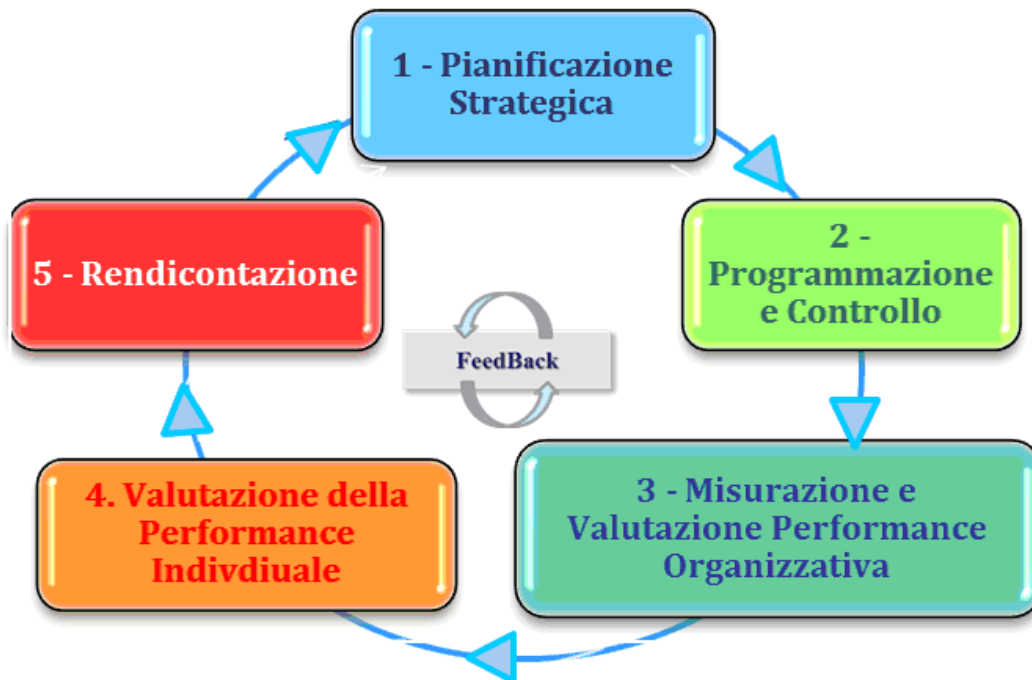 1 - Pianificazione
Strategica
2 -
Programmazione
e Controllo
3 - Misurazione e
Valutazione Performance
Organizzativa
4. Valutazione della
Performance
Indivdiuale
5 - Rendicontazione
FeedBack